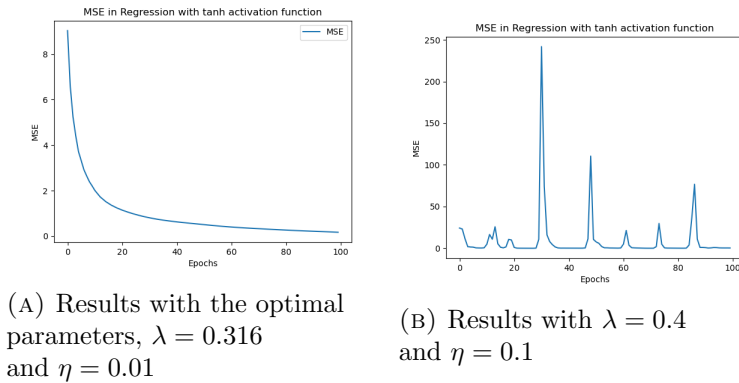 MSE in Regression with tanh activation function
MSE
8
6
4
2
0
MSE
0 20 40 60 80 100
Epochs
(A) Results with the optimal
parameters, λ = 0.316
and η = 0.01
MSE in Regression with tanh activation function
250
200
150
100
50
0
MSE
0 20 40 60 80 100
Epochs
(B) Results with λ = 0.4
and η = 0.1